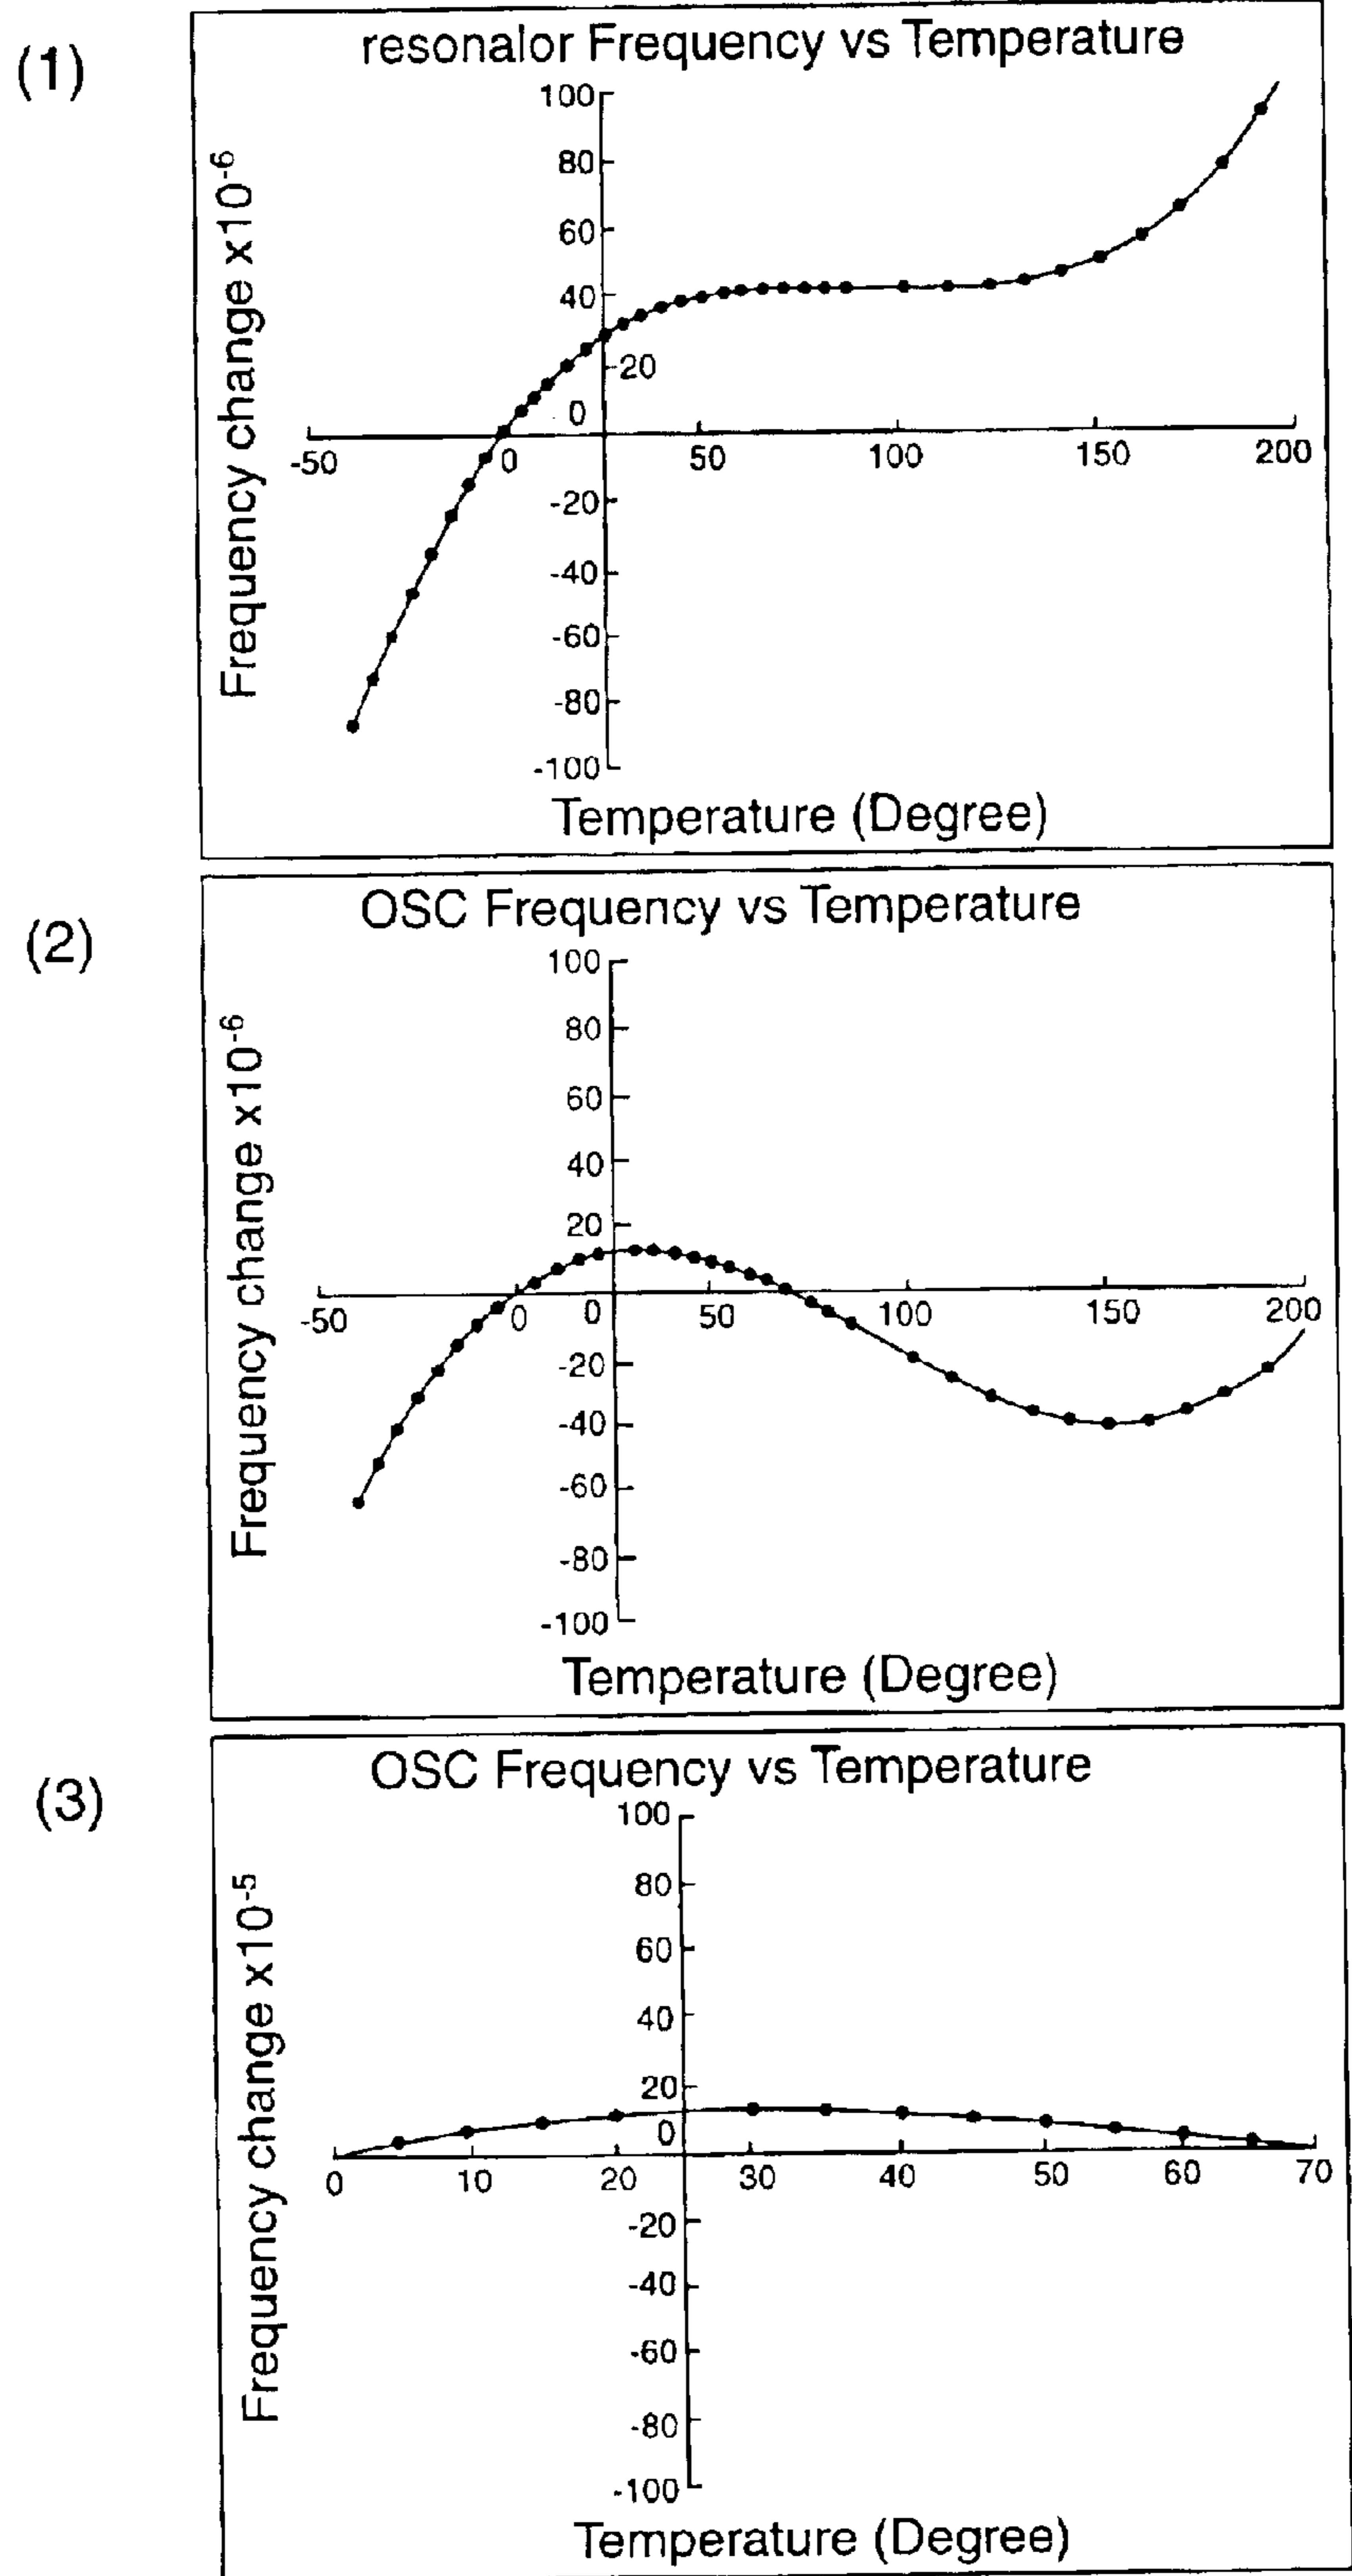 (1)
resonalor Frequency vs Temperature
Frequency change x10-6
100
80
60
40
20
0
-50 0 50 100 150 200
-20
-40
-60
-80
-100
Temperature (Degree)
(2)
OSC Frequency vs Temperature
Frequency change x10-6
100
80
60
40
20
-50 0 0 50 100 150 200
-20
-40
-60
-80
-100
Temperature (Degree)
(3)
OSC Frequency vs Temperature
Frequency change x10-5
100
80
60
40
20
0
0 10 20 30 40 50 60 70
-20
-40
-60
-80
-100
Temperature (Degree)